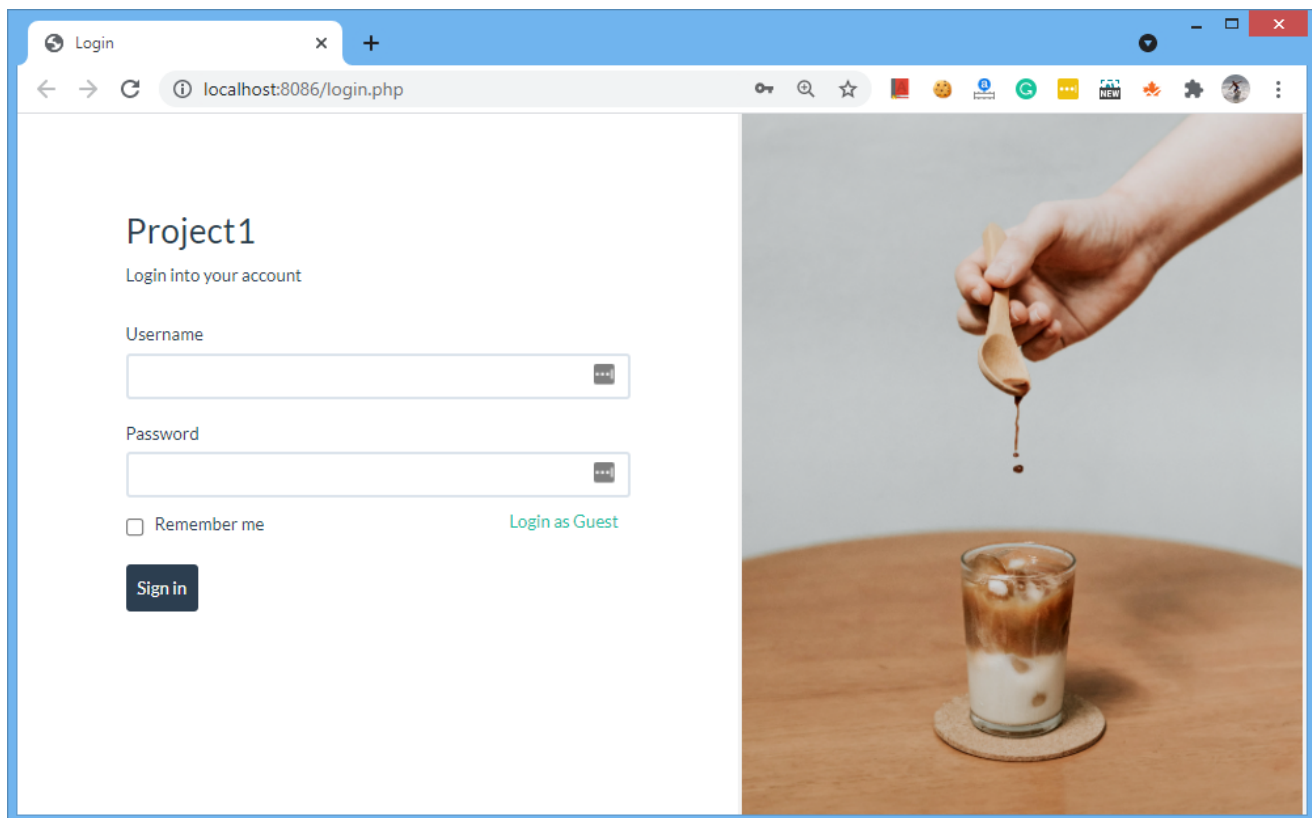 Login
localhost:8086/login.php
NEW
Project1
Login into your account
Username
Password
Remember me
Login as Guest
Sign in